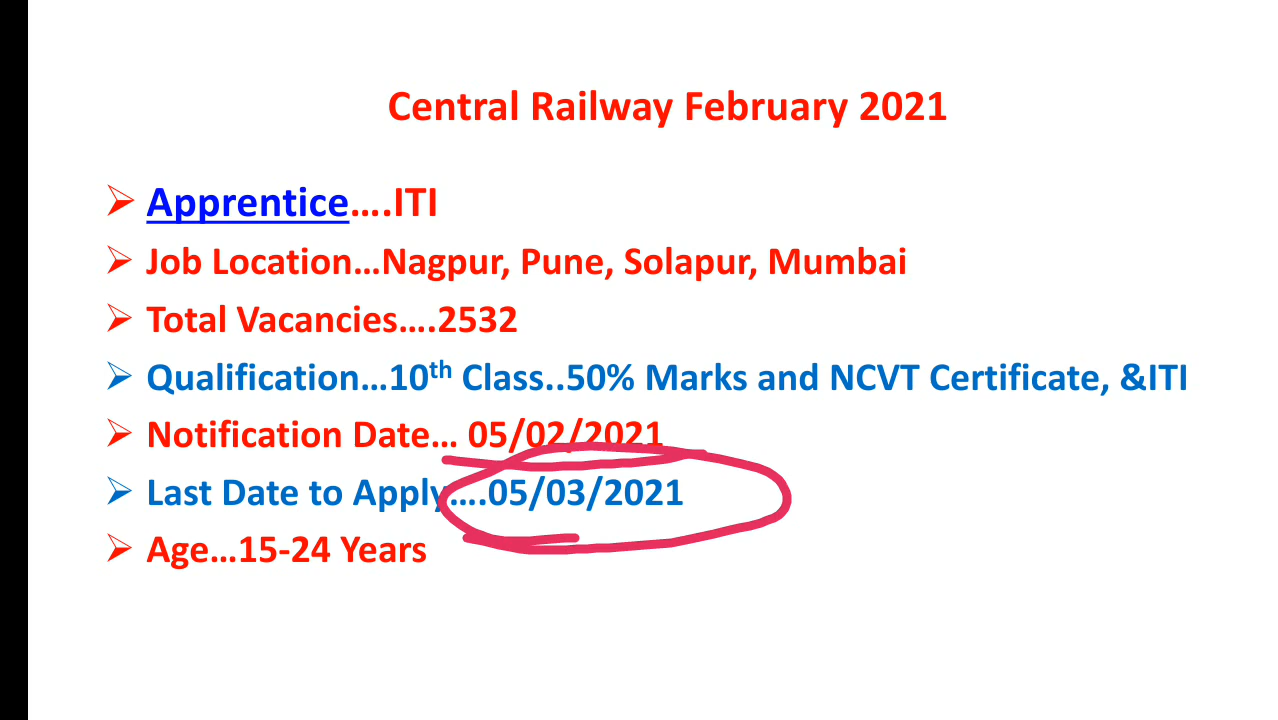 Central Railway February 2021
Apprentice….ITI
Job Location…Nagpur, Pune, Solapur, Mumbai
Total Vacancies….2532
Qualification…10th Class..50% Marks and NCVT Certificate, &ITI
Notification Date… 05/02/2021
Last Date to Apply….05/03/2021
Age…15-24 Years